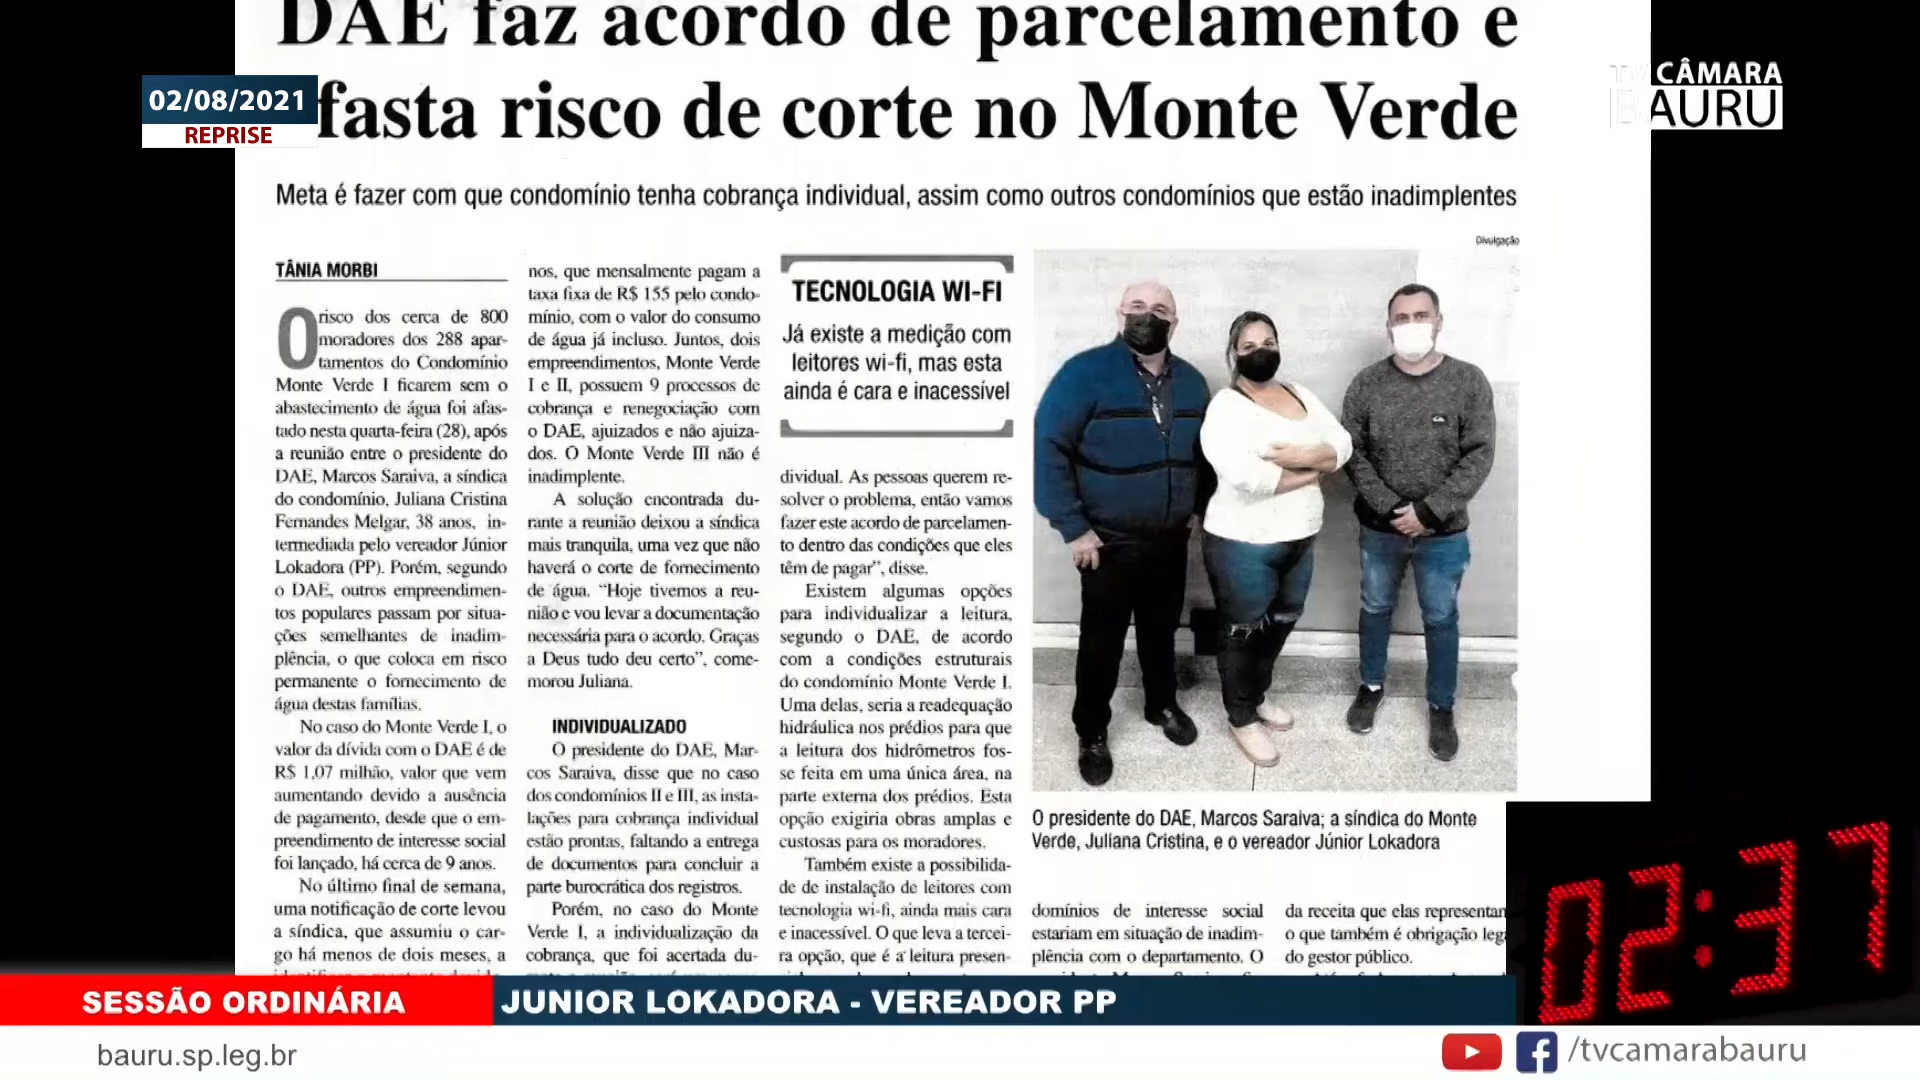 DAE faz acordo de parcelamento e
fasta risco de corte no Monte Verde
02/08/2021
REPRISE
TV CÂMARA
BAURU
Meta é fazer com que condomínio tenha cobrança individual, assim como outros condomínios que estão inadimplentes
Divulgação
TÂNIA MORBI
O risco dos cerca de 800
moradores dos 288 apar-
tamentos do Condomínio
Monte Verde I ficarem sem o
abastecimento de água foi afas-
tado nesta quarta-feira (28), após
a reunião entre o presidente do
DAE, Marcos Saraiva, a síndica
do condomínio, Juliana Cristina
Fernandes Melgar, 38 anos, in-
termediada pelo vereador Júnior
Lokadora (PP). Porém, segundo
o DAE, outros empreendimen-
tos populares passam por situa-
ções semelhantes de inadim-
plência, o que coloca em risco
permanente o fornecimento de
água destas famílias.
No caso do Monte Verde I, o
valor da dívida com o DAE é de
R$ 1,07 milhão, valor que vem
aumentando devido a ausência
de pagamento, desde que o em-
preendimento de interesse social
foi lançado, há cerca de 9 anos.
No último final de semana,
uma notificação de corte levou
a síndica, que assumiu o car-
go há menos de dois meses, a
nos, que mensalmente pagam a
taxa fixa de R$ 155 pelo condo-
mínio, com o valor do consumo
de água já incluso. Juntos, dois
empreendimentos, Monte Verde
I e II, possuem 9 processos de
cobrança e renegociação com
o DAE, ajuizados e não ajuiza-
dos. O Monte Verde III não é
inadimplente.
A solução encontrada du-
rante a reunião deixou a síndica
mais tranquila, uma vez que não
haverá o corte de fornecimento
de água. “Hoje tivemos a reu-
nião e vou levar a documentação
necessária para o acordo. Graças
a Deus tudo deu certo”, come-
morou Juliana.
INDIVIDUALIZADO
O presidente do DAE, Mar-
cos Saraiva, disse que no caso
dos condomínios II e III, as insta-
lações para cobrança individual
estão prontas, faltando a entrega
de documentos para concluir a
parte burocrática dos registros.
Porém, no caso do Monte
Verde I, a individualização da
cobrança, que foi acertada du-
TECNOLOGIA WI-FI
Já existe a medição com
leitores wi-fi, mas esta
ainda é cara e inacessível
dividual. As pessoas querem re-
solver o problema, então vamos
fazer este acordo de parcelamen-
to dentro das condições que eles
têm de pagar”, disse.
Existem algumas opções
para individualizar a leitura,
segundo o DAE, de acordo
com a condições estruturais
do condomínio Monte Verde I.
Uma delas, seria a readequação
hidráulica nos prédios para que
a leitura dos hidrômetros fos-
se feita em uma única área, na
parte externa dos prédios. Esta
opção exigiria obras amplas e
custosas para os moradores.
Também existe a possibilida-
de de instalação de leitores com
tecnologia wi-fi, ainda mais cara
e inacessível. O que leva a tercei-
ra opção, que é a leitura presen-
O presidente do DAE, Marcos Saraiva; a síndica do Monte
Verde, Juliana Cristina, e o vereador Júnior Lokadora
domínios de interesse social
estariam em situação de inadim-
plência com o departamento. O
da receita que elas representan
o que também é obrigação lega
do gestor público.
02:37
SESSÃO ORDINÁRIA
JUNIOR LOKADORA - VEREADOR PP
bauru.sp.leg.br
/tvcamarabauru